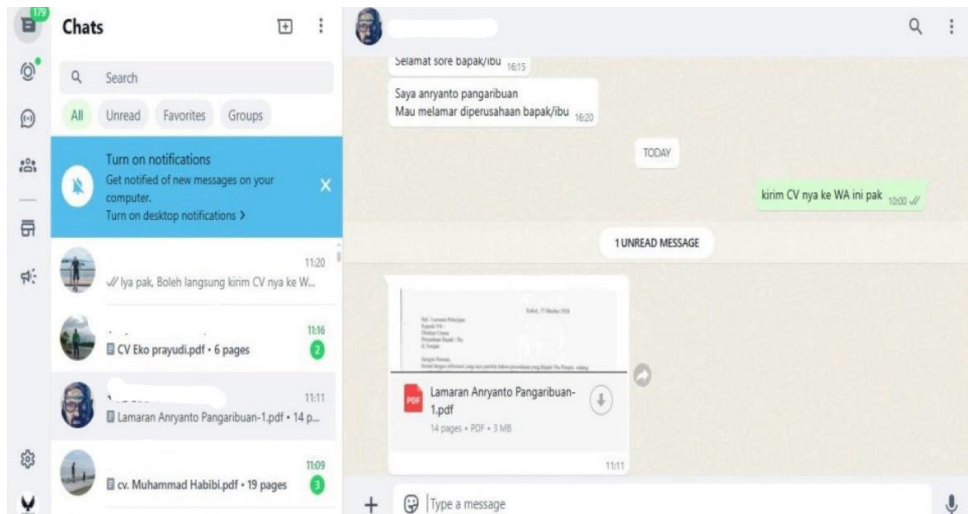 179
Chats
Search
All Unread Favorites Groups
Turn on notifications
Get notified of new messages on your
computer.
Turn on desktop notifications >
11:20
Iya pak, Boleh langsung kirim CV nya ke W...
11:16
CV Eko prayudi.pdf • 6 pages 2
11:11
Lamaran Anryanto Pangaribuan-1.pdf • 14 p...
11:09
cv. Muhammad Habibi.pdf • 19 pages 3
Selamat sore bapak/ibu 16:15
Saya anryanto pangaribuan
Mau melamar diperusahaan bapak/ibu 16:20
TODAY
kirim CV nya ke WA ini pak 10:00
1 UNREAD MESSAGE
Lamaran Anryanto Pangaribuan-
1.pdf
PDF
14 pages • PDF • 3 MB
11:11
Type a message